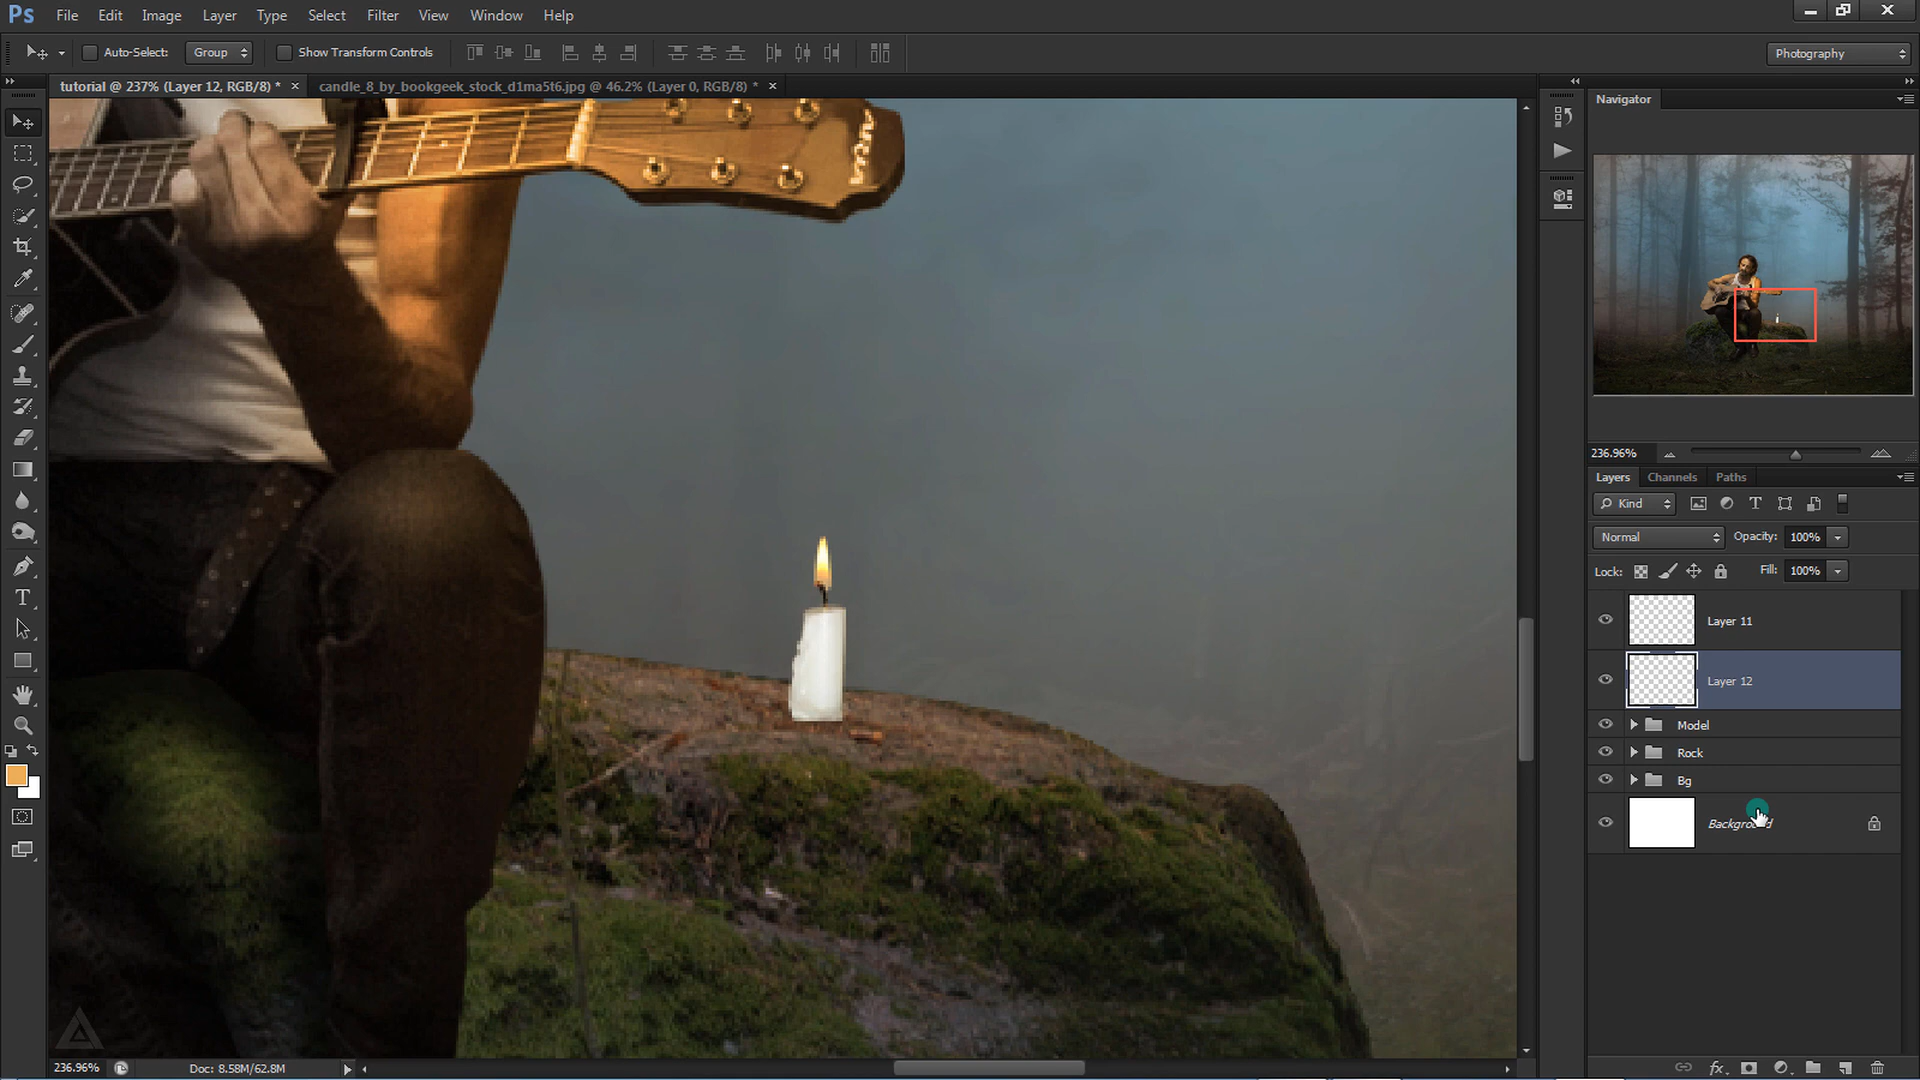 Ps File Edit Image Layer Type Select Filter View Window Help
Auto-Select: Group Show Transform Controls Photography
tutorial @ 237% (Layer 12, RGB/8) * × candle_8_by_bookgeek_stock_d1ma5t6.jpg @ 46.2% (Layer 0, RGB/8) * ×
Navigator
236.96%
Layers Channels Paths
Kind
Normal Opacity: 100%
Lock: Fill: 100%
Layer 11
Layer 12
Model
Rock
Bg
Background
236.96% Doc: 8.58M/62.8M
fx